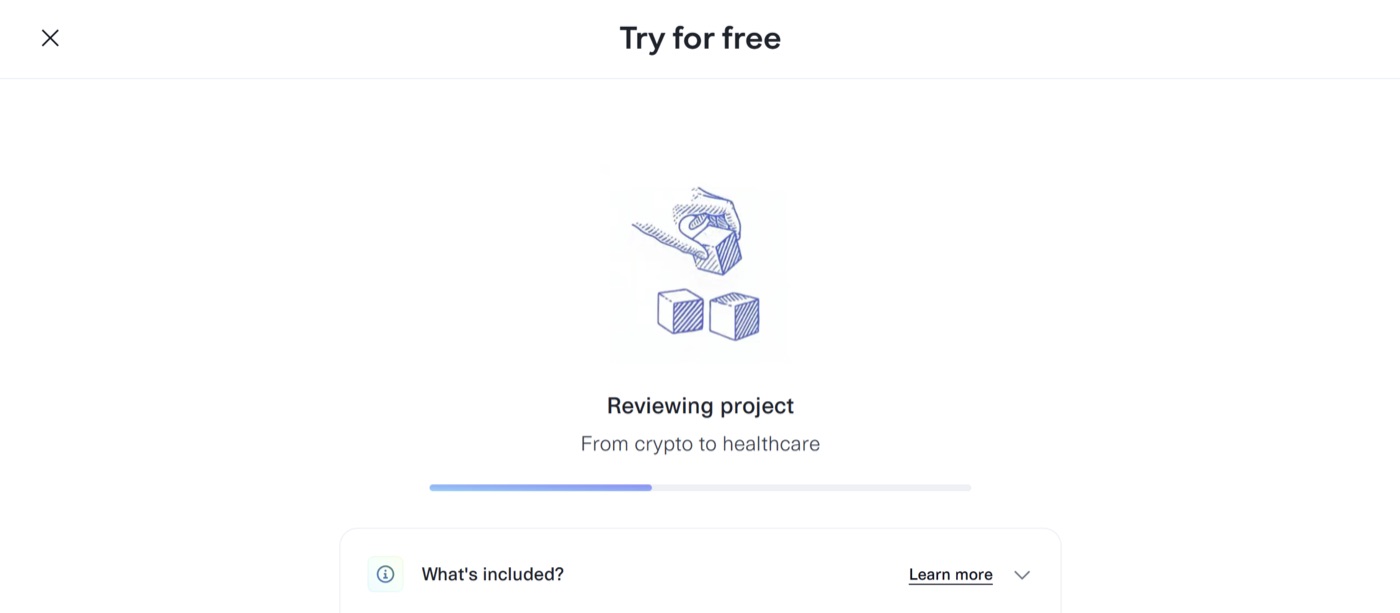 Try for free
Reviewing project
From crypto to healthcare
What's included?
Learn more